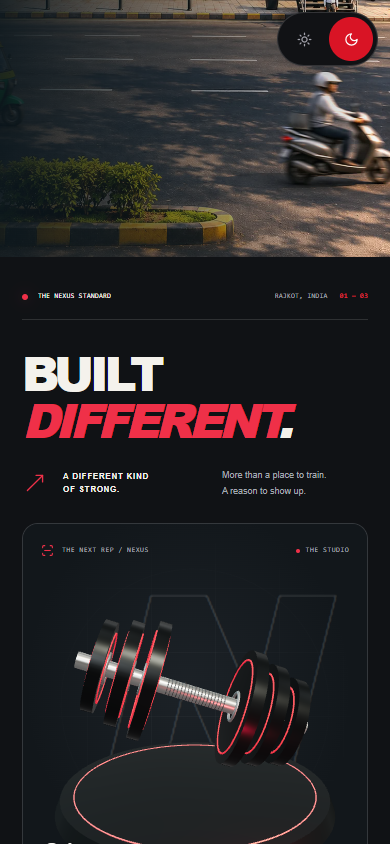 THE NEXUS STANDARD
RAJKOT, INDIA 01 — 03
BUILT
DIFFERENT.
A DIFFERENT KIND
OF STRONG.
More than a place to train.
A reason to show up.
THE NEXT REP / NEXUS
THE STUDIO